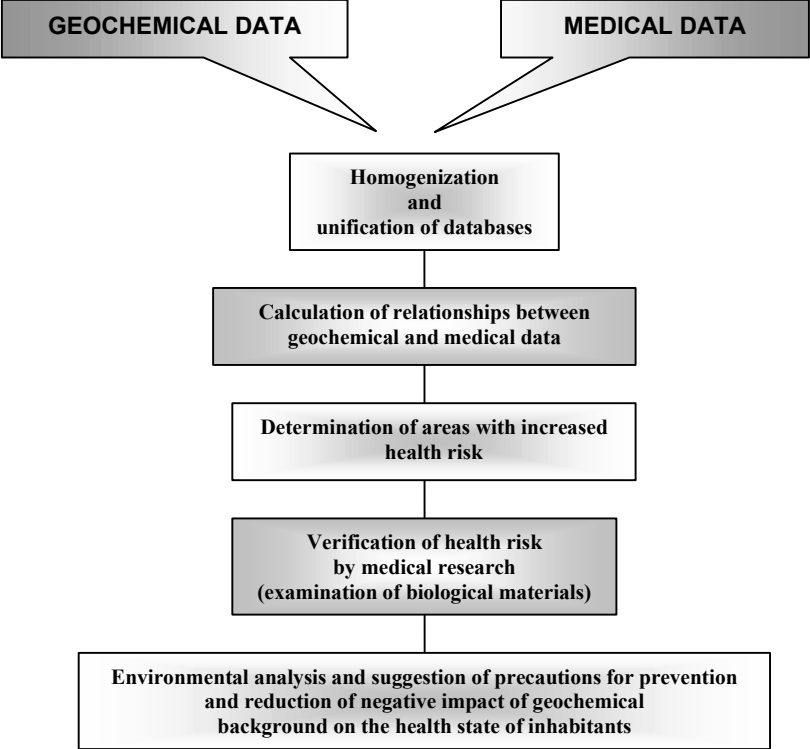 GEOCHEMICAL DATA
MEDICAL DATA
Homogenization
and
unification of databases
Calculation of relationships between
geochemical and medical data
Determination of areas with increased
health risk
Verification of health risk
by medical research
(examination of biological materials)
Environmental analysis and suggestion of precautions for prevention
and reduction of negative impact of geochemical
background on the health state of inhabitants